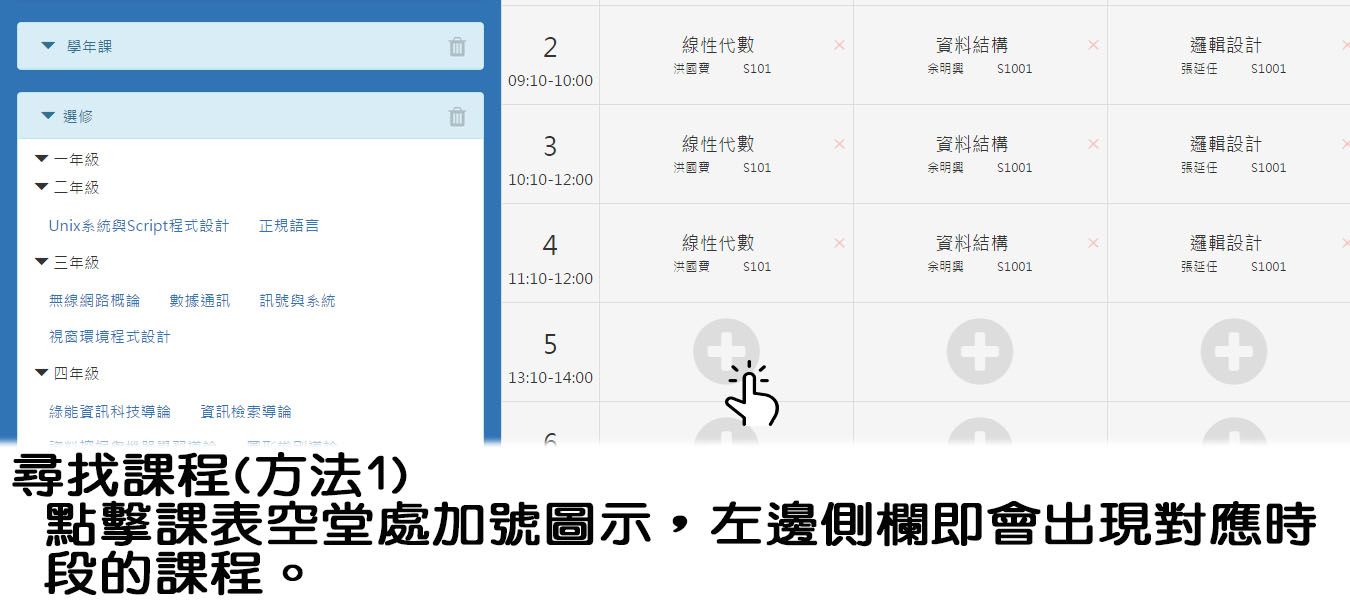 學年課
選修
一年級
二年級
Unix系統與Script程式設計 正規語言
三年級
無線網路概論 數據通訊 訊號與系統
視窗環境程式設計
四年級
綠能資訊科技導論 資訊檢索導論
2 線性代數 × 資料結構 × 邏輯設計 ×
09:10-10:00 洪國寶 S101 余明興 S1001 張延任 S1001
3 線性代數 × 資料結構 × 邏輯設計 ×
10:10-12:00 洪國寶 S101 余明興 S1001 張延任 S1001
4 線性代數 × 資料結構 × 邏輯設計 ×
11:10-12:00 洪國寶 S101 余明興 S1001 張延任 S1001
5
13:10-14:00
6
尋找課程(方法1)
點擊課表空堂處加號圖示，左邊側欄即會出現對應時
段的課程。